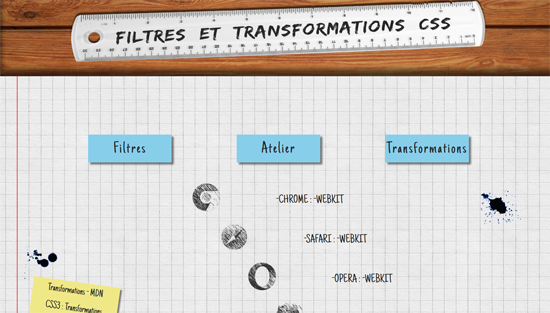 FILTRES ET TRANSFORMATIONS CSS
Filtres
Atelier
Transformations
-CHROME : -WEBKIT
-SAFARI : -WEBKIT
-OPERA : -WEBKIT
Transformations - MDN
CSS3 : Transformations